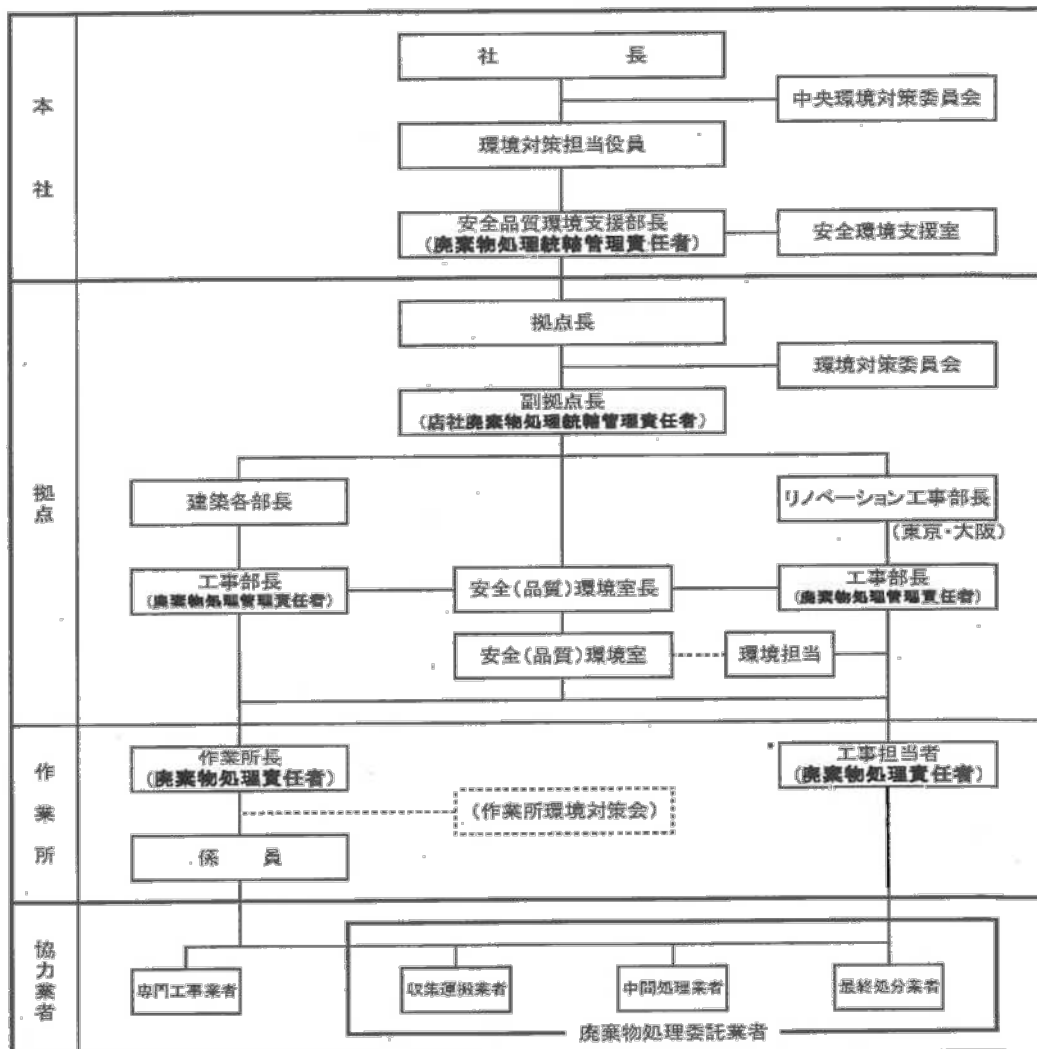 本社
社長
中央環境対策委員会
環境対策担当役員
安全品質環境支援部長
(廃棄物処理統轄管理責任者)
安全環境支援室
拠点
拠点長
環境対策委員会
副拠点長
(店社廃棄物処理統轄管理責任者)
建築各部長
リノベーション工事部長
(東京・大阪)
工事部長
(廃棄物処理管理責任者)
安全(品質)環境室長
工事部長
(廃棄物処理管理責任者)
安全(品質)環境室
環境担当
作業所
作業所長
(廃棄物処理責任者)
工事担当者
(廃棄物処理責任者)
(作業所環境対策会)
係員
協力業者
専門工事業者
収集運搬業者
中間処理業者
最終処分業者
廃棄物処理委託業者